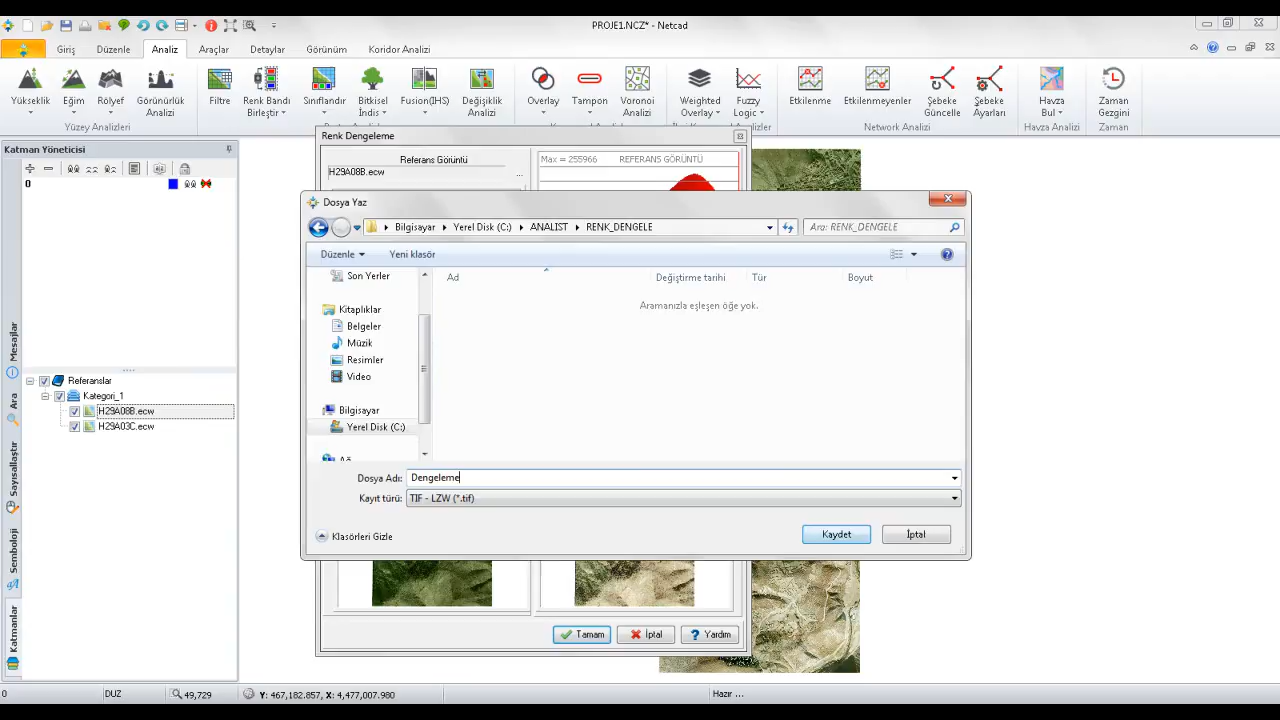 PROJE1.NCZ* - Netcad
Giriş Düzenle Analiz Araçlar Detaylar Görünüm Koridor Analizi
Yükseklik Eğim Rölyef Görünürlük Analizi Filtre Renk Bandı Birleştir Sınıflandır Bitkisel İndis Fusion(IHS) Değişiklik Analizi Overlay Tampon Voronoi Analizi Weighted Overlay Fuzzy Logic Etkilenme Etkilenmeyenler Şebeke Güncelle Şebeke Ayarları Havza Bul Zaman Gezgini
Yüzey Analizleri Network Analizi Havza Analizi Zaman
Katman Yöneticisi
0
Mesajlar
Ara
Sayısallaştır
Semboloji
Katmanlar
Referanslar
Kategori_1
H29A08B.ecw
H29A03C.ecw
Renk Dengeleme
Referans Görüntü
H29A08B.ecw ...
Max = 255966 REFERANS GÖRÜNTÜ
Dosya Yaz
Bilgisayar Yerel Disk (C:) ANALIST RENK_DENGELE
Ara: RENK_DENGELE
Düzenle Yeni klasör
Son Yerler
Kitaplıklar
Belgeler
Müzik
Resimler
Video
Bilgisayar
Yerel Disk (C:)
Ağ
Ad Değiştirme tarihi Tür Boyut
Aramanızla eşleşen öğe yok.
Dosya Adı: Dengeleme
Kayıt türü: TIF - LZW (*.tif)
Klasörleri Gizle Kaydet İptal
Tamam İptal Yardım
0 DUZ 49,729 Y: 467,182.857, X: 4,477,007.980 Hazır ...